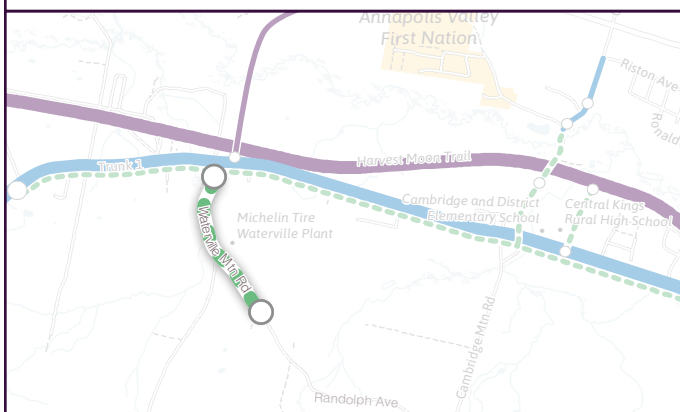 Annapolis Valley
First Nation
Riston Ave
Ronald
Harvest Moon Trail
Trunk 1
Cambridge and District
Elementary School
Central Kings
Rural High School
Waterville Mtn Rd
Michelin Tire
Waterville Plant
Cambridge Mtn Rd
Randolph Ave